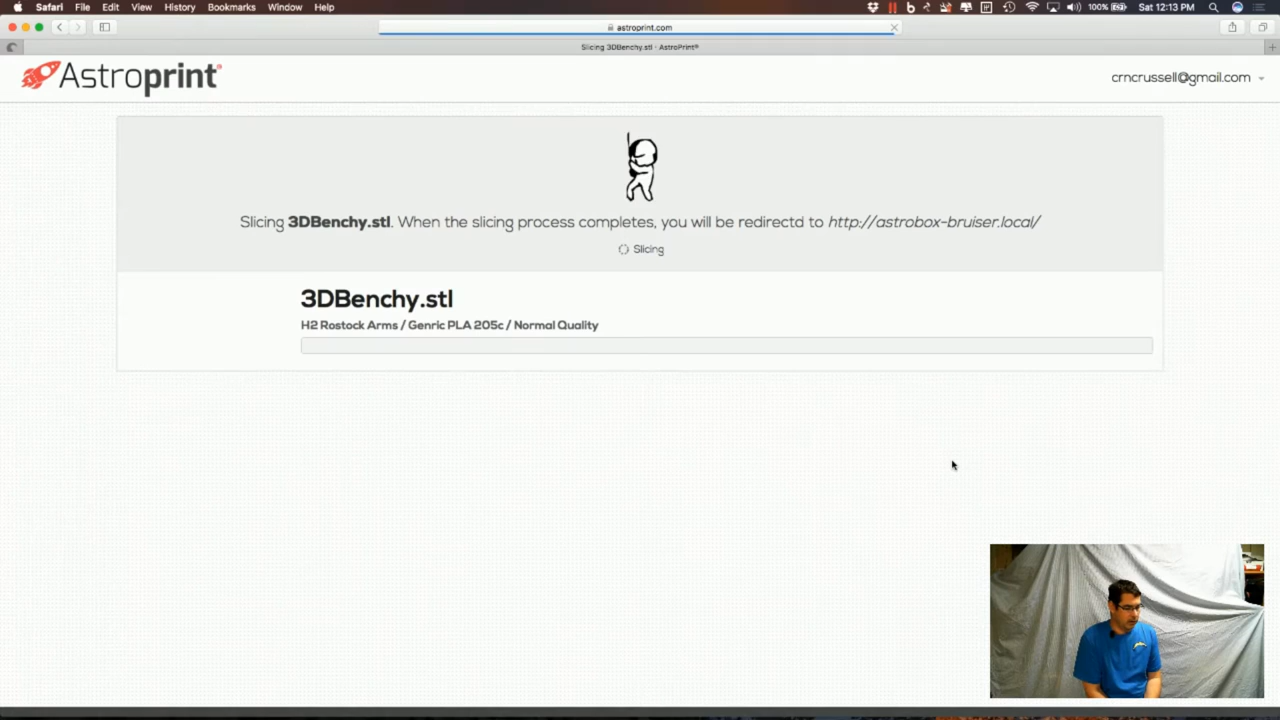 Safari File Edit View History Bookmarks Window Help
100% Sat 12:13 PM
astroprint.com
Slicing 3DBenchy.stl - AstroPrint®
Astroprint®
crncrussell@gmail.com
Slicing 3DBenchy.stl. When the slicing process completes, you will be redirectd to http://astrobox-bruiser.local/
Slicing
3DBenchy.stl
H2 Rostock Arms / Genric PLA 205c / Normal Quality